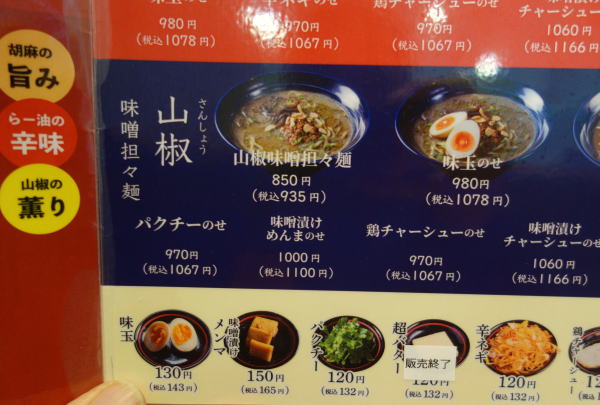 胡麻の
旨み
らー油の
辛味
山椒の
薫り
980円
(税込1078円)
970円
(税込1067円)
鶏チャーシューのせ
970円
(税込1067円)
チャーシューのせ
1060円
(税込1166円)
さんしょう
山椒
味噌担々麺
山椒味噌担々麺
850円
(税込935円)
味玉のせ
980円
(税込1078円)
パクチーのせ
970円
(税込1067円)
味噌漬け
めんまのせ
1000円
(税込1100円)
鶏チャーシューのせ
970円
(税込1067円)
味噌漬け
チャーシューのせ
1060円
(税込1166円)
味玉
130円
(税込143円)
味噌漬け
メンマ
150円
(税込165円)
パクチー
120円
(税込132円)
超バター
販売終了
120円
(税込132円)
辛ネギ
120円
(税込132円)